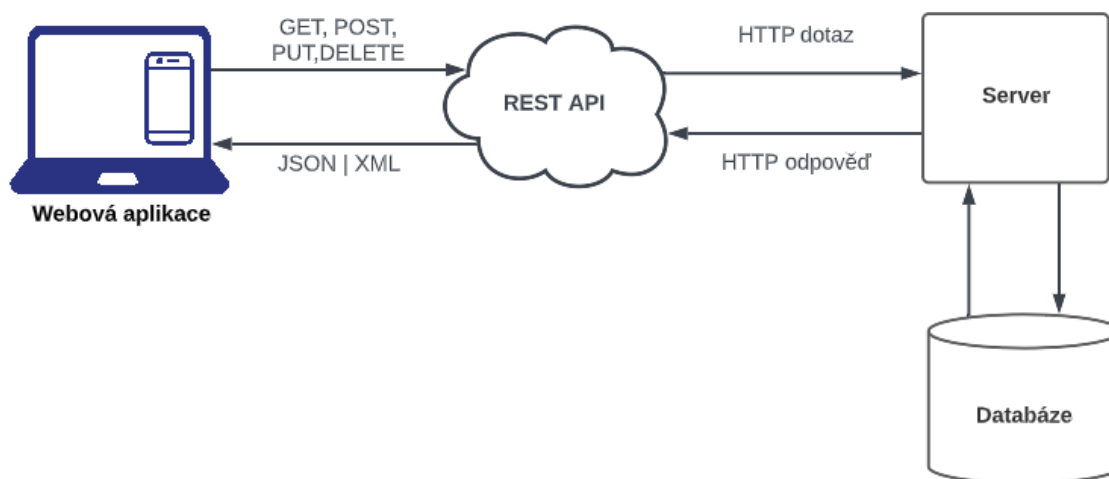 GET, POST,
PUT,DELETE
JSON | XML
Webová aplikace
REST API
HTTP dotaz
HTTP odpověď
Server
Databáze